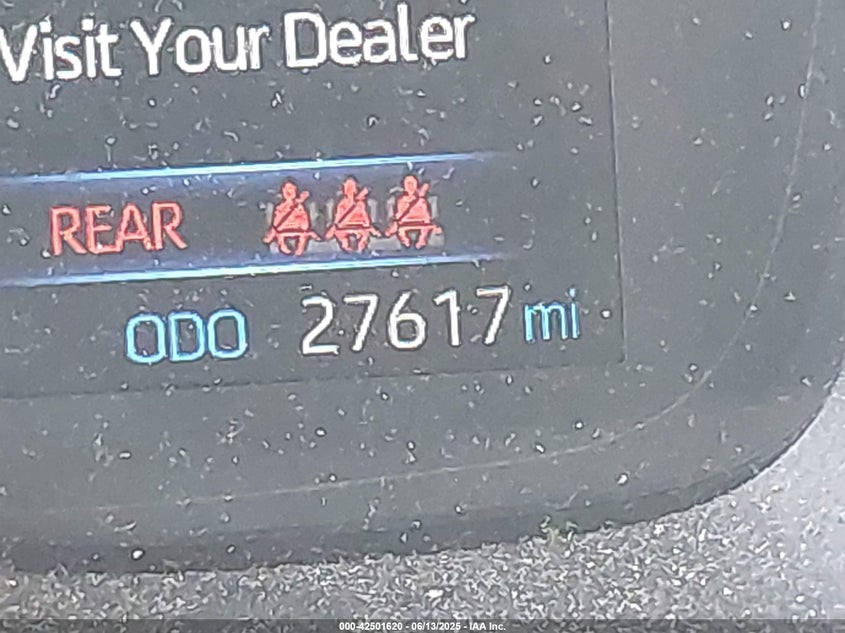 Visit Your Dealer
REAR
ODO 27617 mi
000-42501620 - 06/13/2025 - IAA Inc.